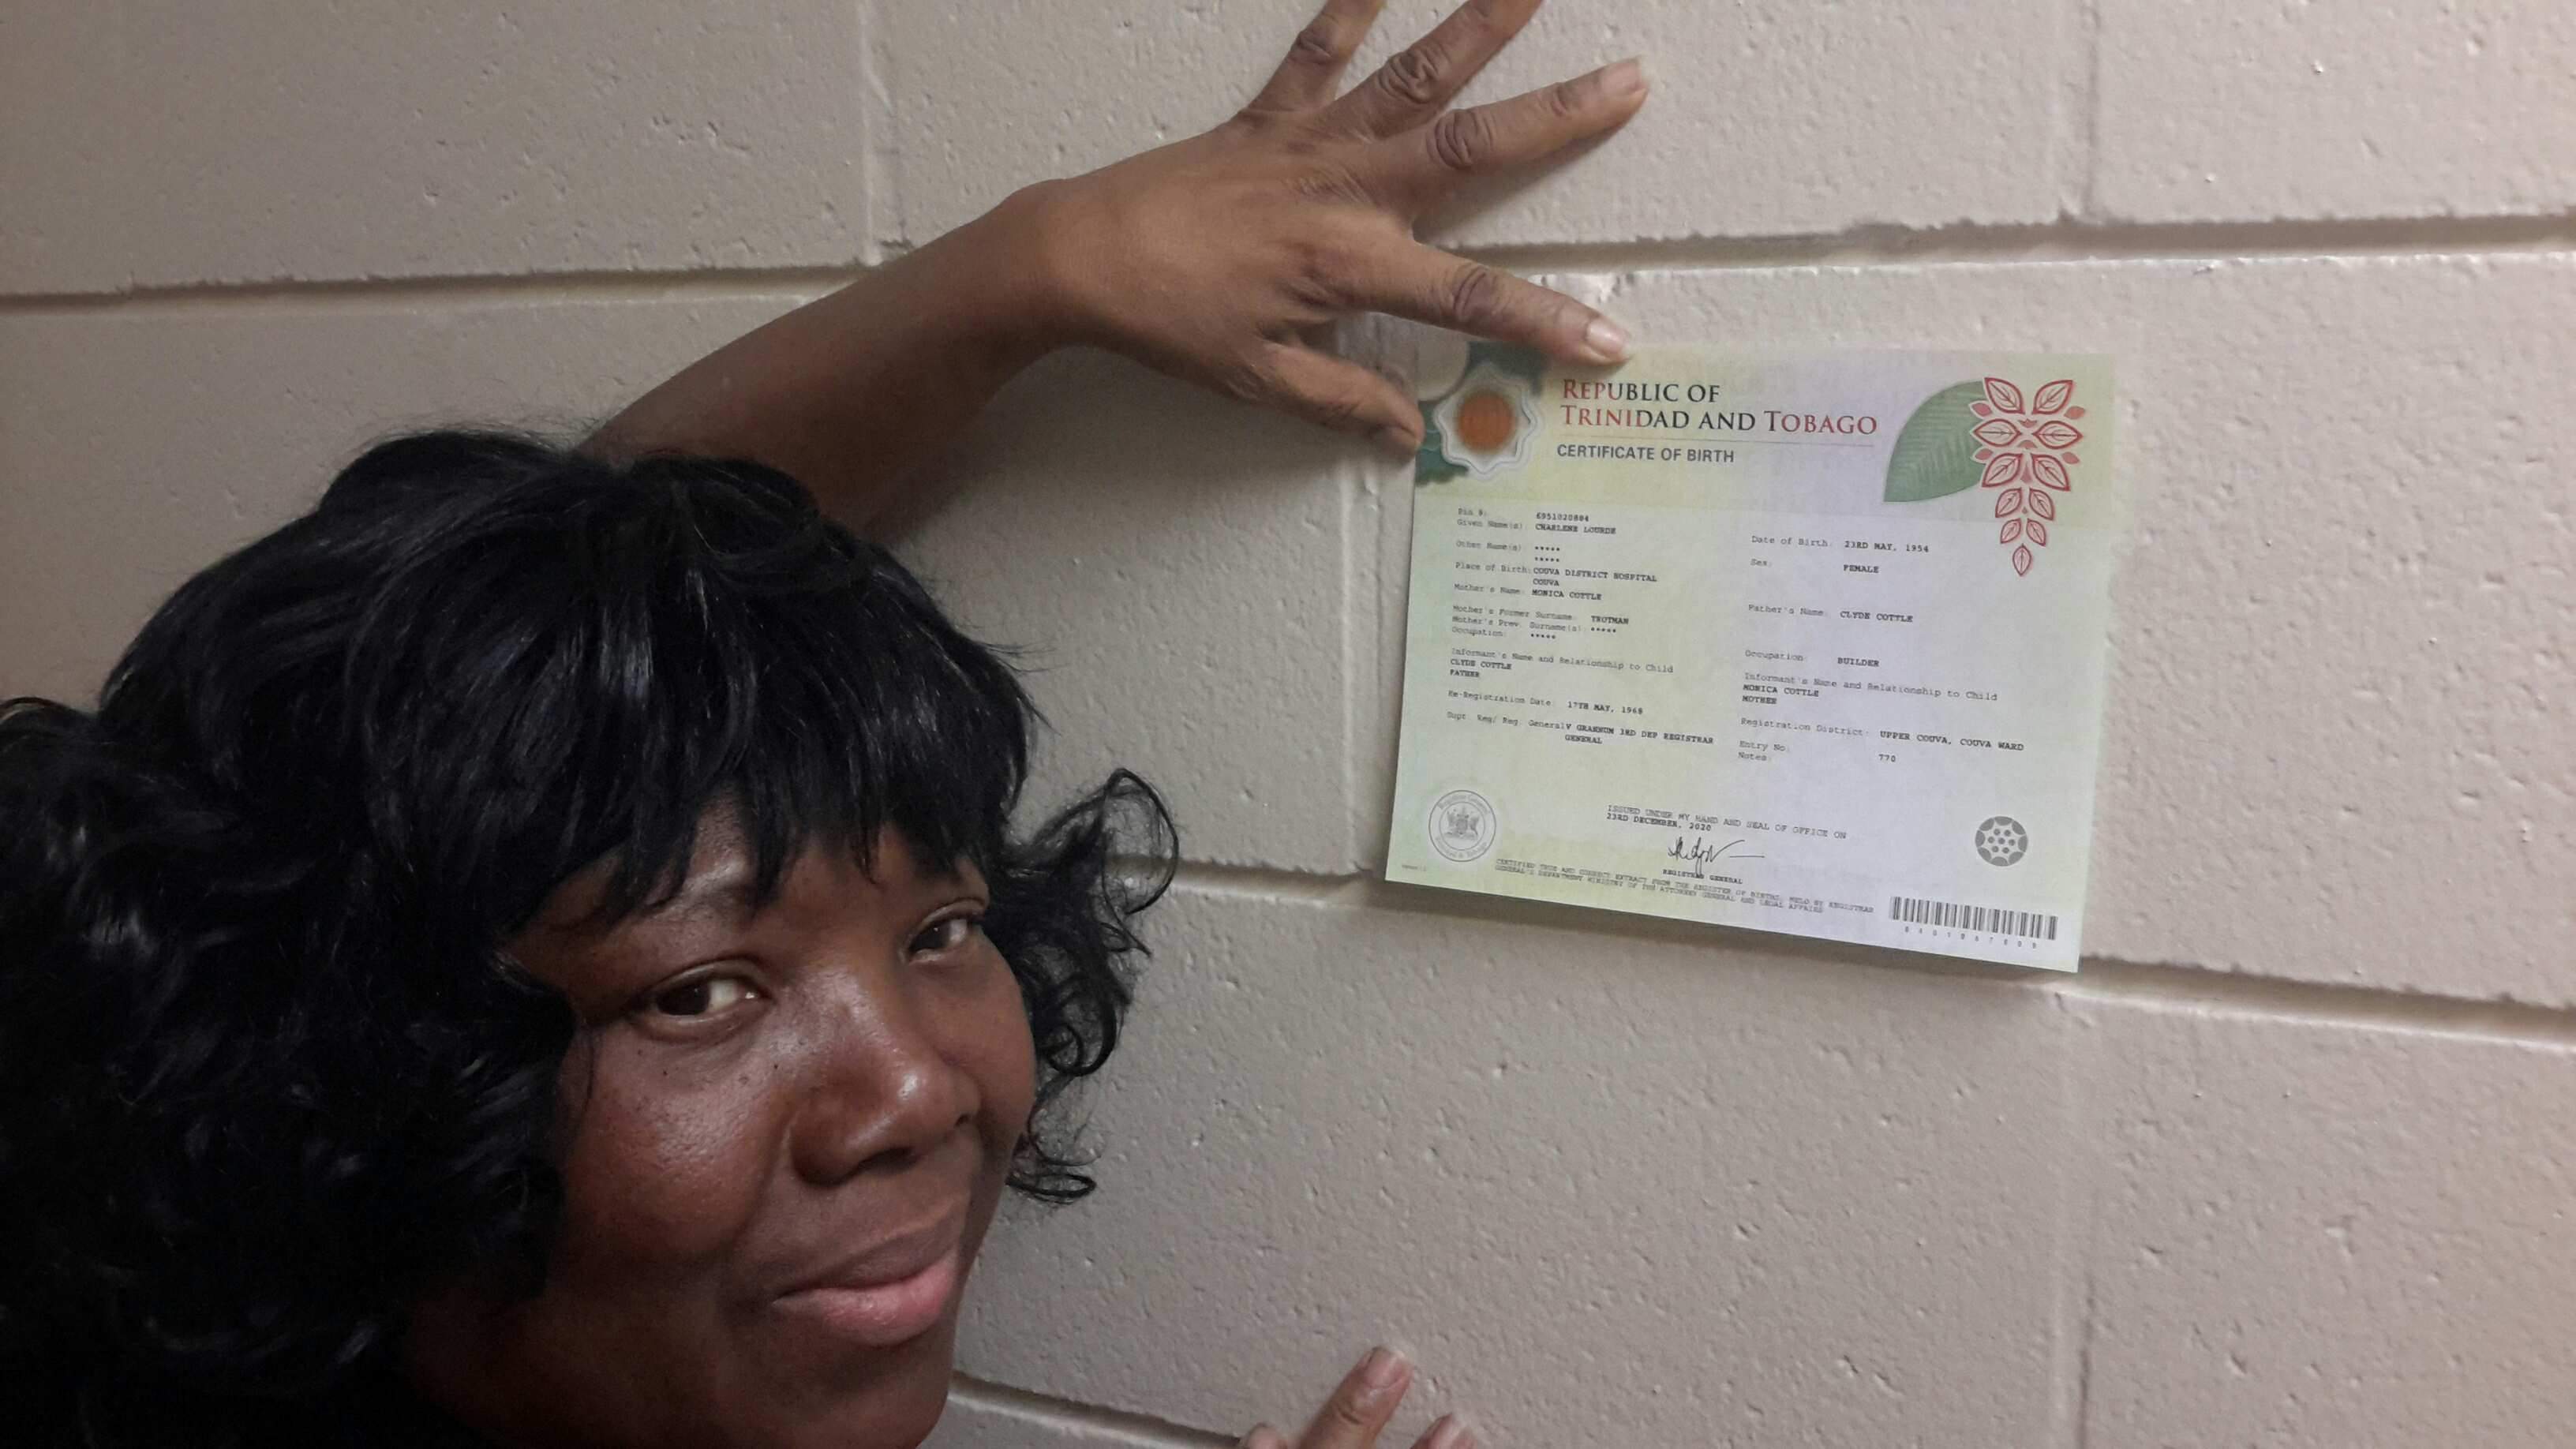 REPUBLIC OF
TRINIDAD AND TOBAGO
CERTIFICATE OF BIRTH
Pin #: 6951020884
Given Name(s) CHARLENE LOURDE
Other Name(s) *****
*****
Place of Birth: COUVA DISTRICT HOSPITAL
COUVA
Mother's Name: MONICA COTTLE
Mother's Former Surname: TROTMAN
Mother's Prev. Surname(s) *****
Occupation: *****
Informant's Name and Relationship to Child
CLYDE COTTLE
FATHER
Re-Registration Date: 17TH MAY, 1968
Supt. Reg/ Reg. General V GRANNUM 3RD DEP REGISTRAR
GENERAL
Date of Birth: 23RD MAY, 1954
Sex: FEMALE
Father's Name: CLYDE COTTLE
Occupation: BUILDER
Informant's Name and Relationship to Child
MONICA COTTLE
MOTHER
Registration District: UPPER COUVA, COUVA WARD
Entry No: 770
Notes:
ISSUED UNDER MY HAND AND SEAL OF OFFICE ON
23RD DECEMBER, 2020
REGISTRAR GENERAL
CERTIFIED TRUE AND CORRECT EXTRACT FROM THE REGISTER OF BIRTHS, HELD BY REGISTRAR
GENERAL'S DEPARTMENT MINISTRY OF THE ATTORNEY GENERAL AND LEGAL AFFAIRS